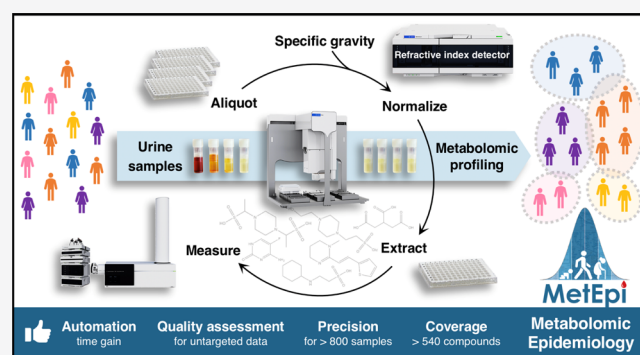 Specific gravity
Refractive index detector
Aliquot
Normalize
Urine
samples
Metabolomic
profiling
Measure
Extract
MetEpi
Automation
time gain
Quality assessment
for untargeted data
Precision
for > 800 samples
Coverage
> 540 compounds
Metabolomic
Epidemiology